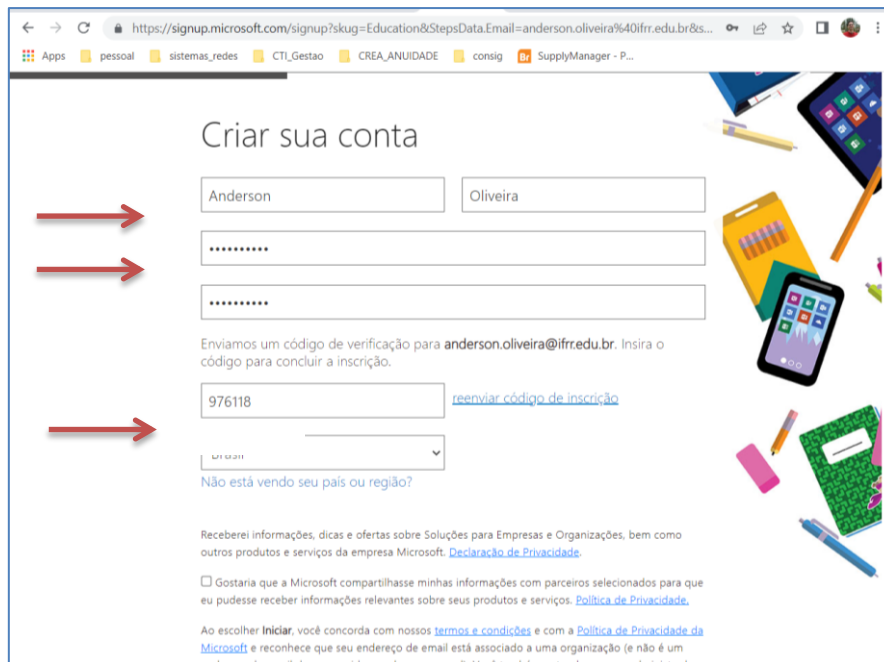 https://signup.microsoft.com/signup?skug=Education&StepsData.Email=anderson.oliveira%40ifrr.edu.br&s...
Apps pessoal sistemas_redes CTI_Gestao CREA_ANUIDADE consig Br SupplyManager - P...
Criar sua conta
Anderson Oliveira
••••••••••
••••••••••
Enviamos um código de verificação para anderson.oliveira@ifrr.edu.br. Insira o
código para concluir a inscrição.
976118 reenviar código de inscrição
Brasil
Não está vendo seu país ou região?
Receberei informações, dicas e ofertas sobre Soluções para Empresas e Organizações, bem como
outros produtos e serviços da empresa Microsoft. Declaração de Privacidade.
Gostaria que a Microsoft compartilhasse minhas informações com parceiros selecionados para que
eu pudesse receber informações relevantes sobre seus produtos e serviços. Política de Privacidade.
Ao escolher Iniciar, você concorda com nossos termos e condições e com a Política de Privacidade da
Microsoft e reconhece que seu endereço de email está associado a uma organização (e não é um